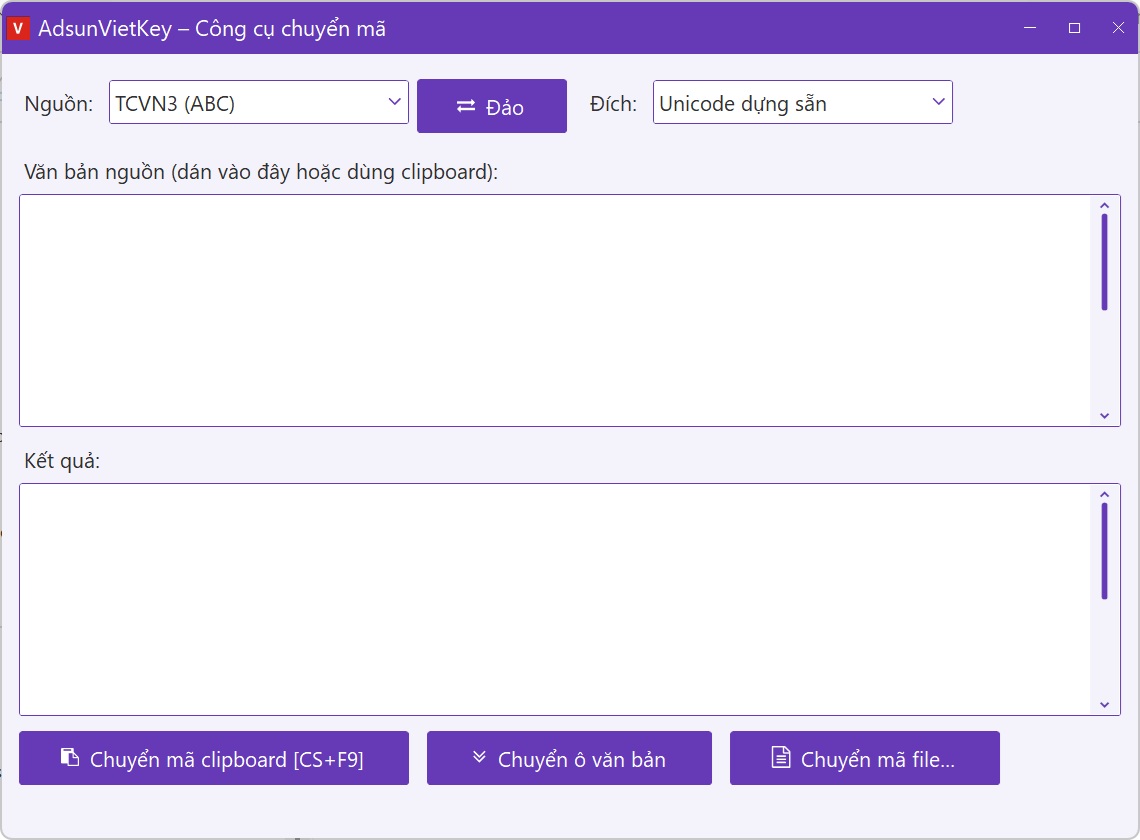 V AdsunVietKey – Công cụ chuyển mã
Nguồn: TCVN3 (ABC) Đảo Đích: Unicode dựng sẵn
Văn bản nguồn (dán vào đây hoặc dùng clipboard):
Kết quả:
Chuyển mã clipboard [CS+F9] Chuyển ô văn bản Chuyển mã file...